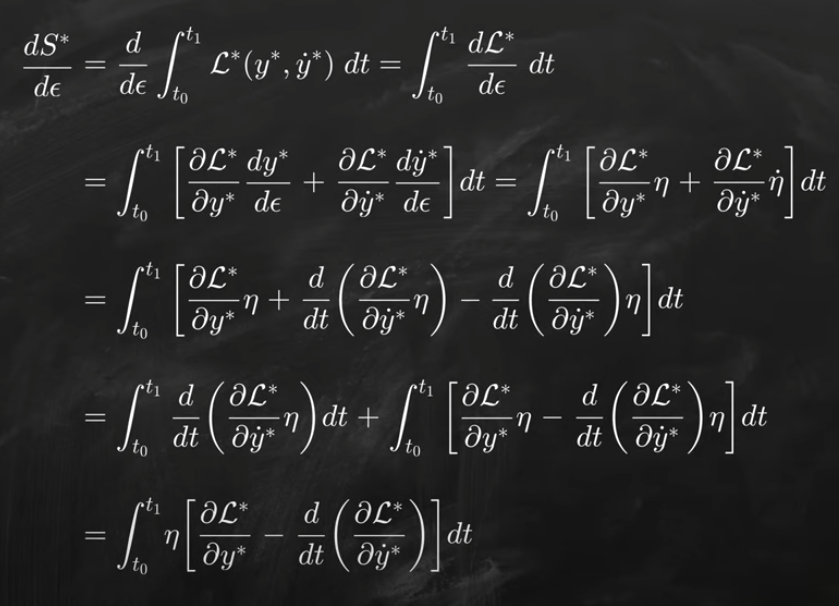 $\frac{dS^*}{d\epsilon} = \frac{d}{d\epsilon} \int_{t_0}^{t_1} \mathcal{L}^*(y^*, \dot{y}^*) \, dt = \int_{t_0}^{t_1} \frac{d\mathcal{L}^*}{d\epsilon} \, dt$
$= \int_{t_0}^{t_1} \left[ \frac{\partial \mathcal{L}^*}{\partial y^*} \frac{dy^*}{d\epsilon} + \frac{\partial \mathcal{L}^*}{\partial \dot{y}^*} \frac{d\dot{y}^*}{d\epsilon} \right] dt = \int_{t_0}^{t_1} \left[ \frac{\partial \mathcal{L}^*}{\partial y^*} \eta + \frac{\partial \mathcal{L}^*}{\partial \dot{y}^*} \dot{\eta} \right] dt$
$= \int_{t_0}^{t_1} \left[ \frac{\partial \mathcal{L}^*}{\partial y^*} \eta + \frac{d}{dt} \left( \frac{\partial \mathcal{L}^*}{\partial \dot{y}^*} \eta \right) - \frac{d}{dt} \left( \frac{\partial \mathcal{L}^*}{\partial \dot{y}^*} \right) \eta \right] dt$
$= \int_{t_0}^{t_1} \frac{d}{dt} \left( \frac{\partial \mathcal{L}^*}{\partial \dot{y}^*} \eta \right) dt + \int_{t_0}^{t_1} \left[ \frac{\partial \mathcal{L}^*}{\partial y^*} \eta - \frac{d}{dt} \left( \frac{\partial \mathcal{L}^*}{\partial \dot{y}^*} \right) \eta \right] dt$
$= \int_{t_0}^{t_1} \eta \left[ \frac{\partial \mathcal{L}^*}{\partial y^*} - \frac{d}{dt} \left( \frac{\partial \mathcal{L}^*}{\partial \dot{y}^*} \right) \right] dt$